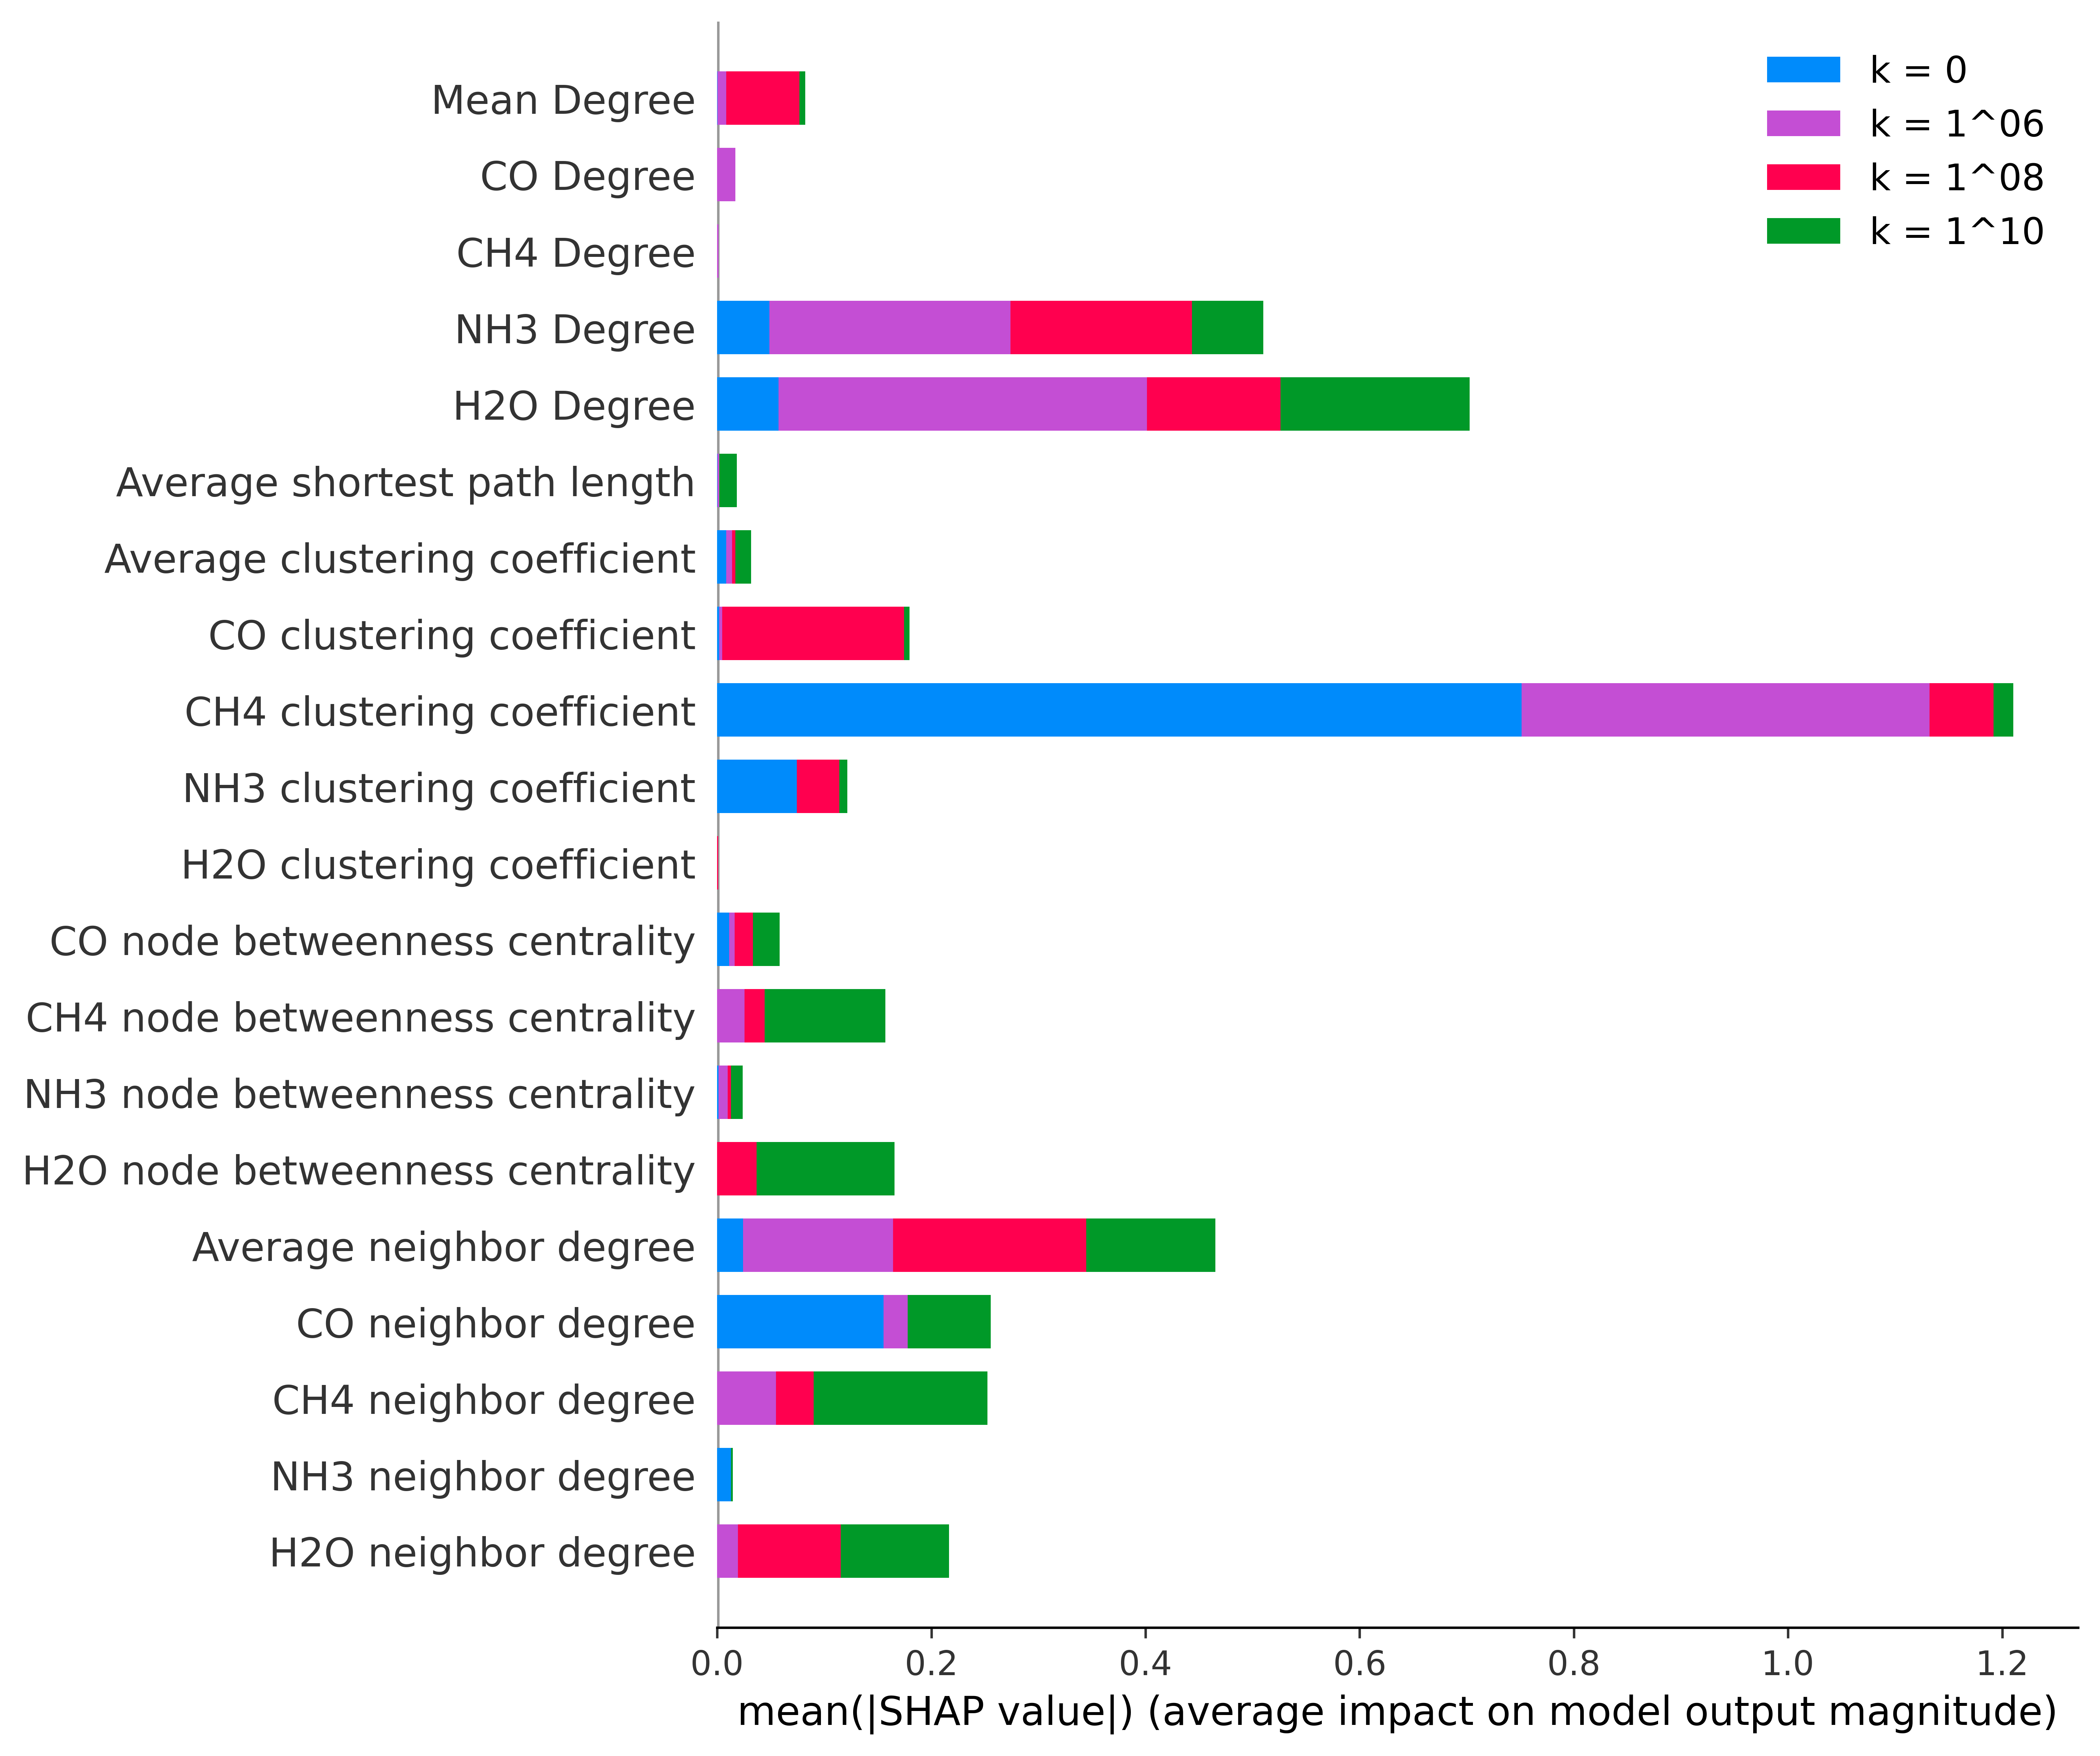 k = 0
k = 1^06
k = 1^08
k = 1^10
Mean Degree
CO Degree
CH4 Degree
NH3 Degree
H2O Degree
Average shortest path length
Average clustering coefficient
CO clustering coefficient
CH4 clustering coefficient
NH3 clustering coefficient
H2O clustering coefficient
CO node betweenness centrality
CH4 node betweenness centrality
NH3 node betweenness centrality
H2O node betweenness centrality
Average neighbor degree
CO neighbor degree
CH4 neighbor degree
NH3 neighbor degree
H2O neighbor degree
0.0 0.2 0.4 0.6 0.8 1.0 1.2
mean(|SHAP value|) (average impact on model output magnitude)